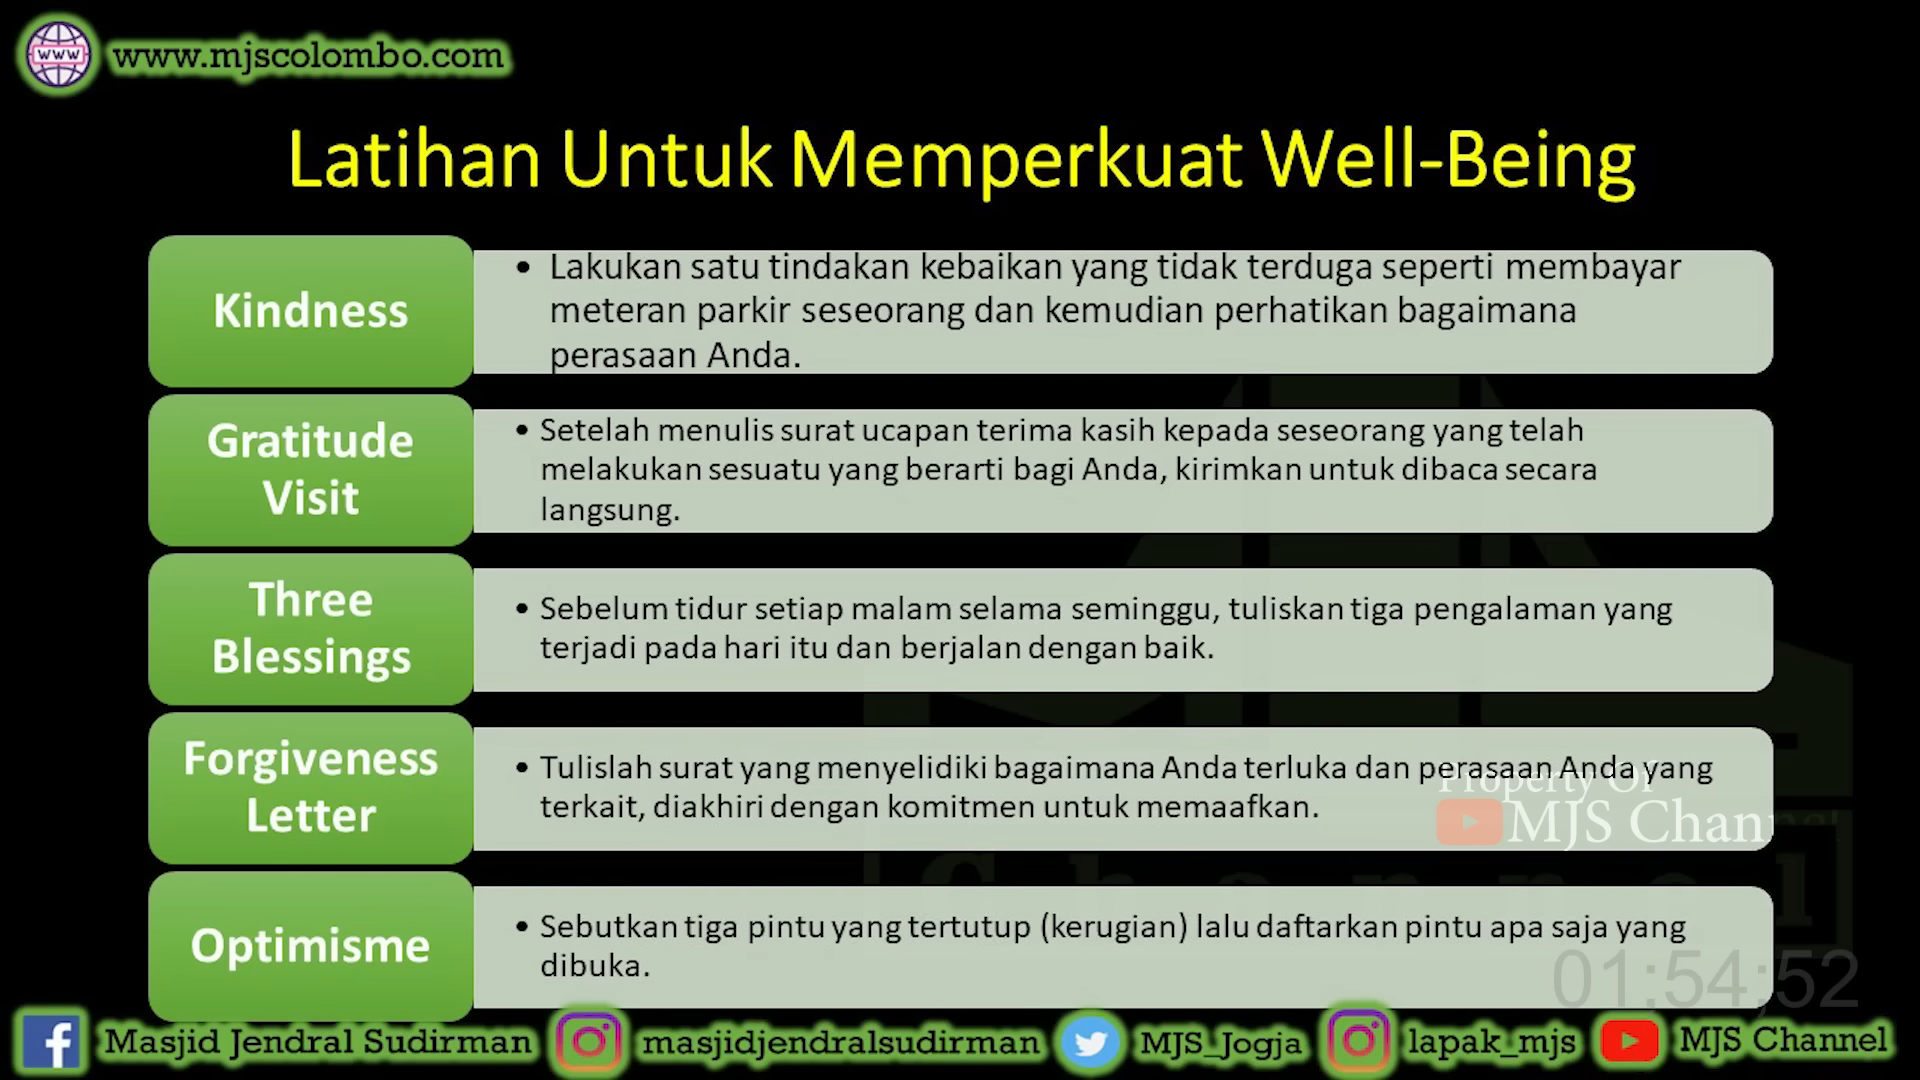 www.mjscolombo.com
Latihan Untuk Memperkuat Well-Being
Kindness
• Lakukan satu tindakan kebaikan yang tidak terduga seperti membayar
meteran parkir seseorang dan kemudian perhatikan bagaimana
perasaan Anda.
Gratitude
Visit
• Setelah menulis surat ucapan terima kasih kepada seseorang yang telah
melakukan sesuatu yang berarti bagi Anda, kirimkan untuk dibaca secara
langsung.
Three
Blessings
• Sebelum tidur setiap malam selama seminggu, tuliskan tiga pengalaman yang
terjadi pada hari itu dan berjalan dengan baik.
Forgiveness
Letter
• Tulislah surat yang menyelidiki bagaimana Anda terluka dan perasaan Anda yang
terkait, diakhiri dengan komitmen untuk memaafkan.
Property Of
MJS Channel
Optimisme
• Sebutkan tiga pintu yang tertutup (kerugian) lalu daftarkan pintu apa saja yang
dibuka.
Channel
01:54;52
Masjid Jendral Sudirman masjidjendralsudirman MJS_Jogja lapak_mjs MJS Channel